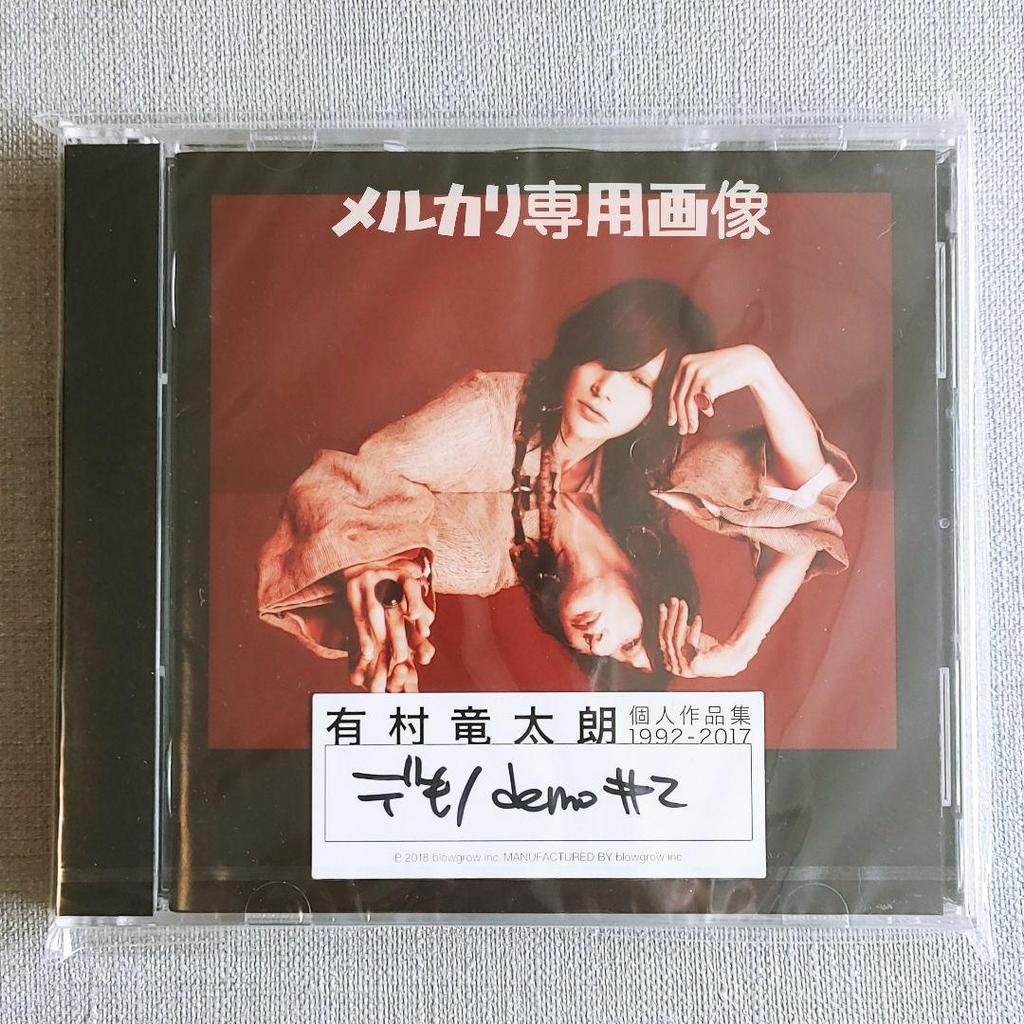 メルカリ専用画像
有村竜太朗
個人作品集
1992-2017
デも/demo #2
℗ 2018 blowgrow inc. MANUFACTURED BY blowgrow inc.